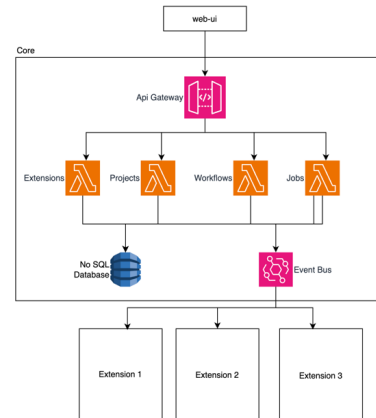 web-ui
Core
Api Gateway
Extensions
Projects
Workflows
Jobs
No SQL
Database
Event Bus
Extension 1
Extension 2
Extension 3